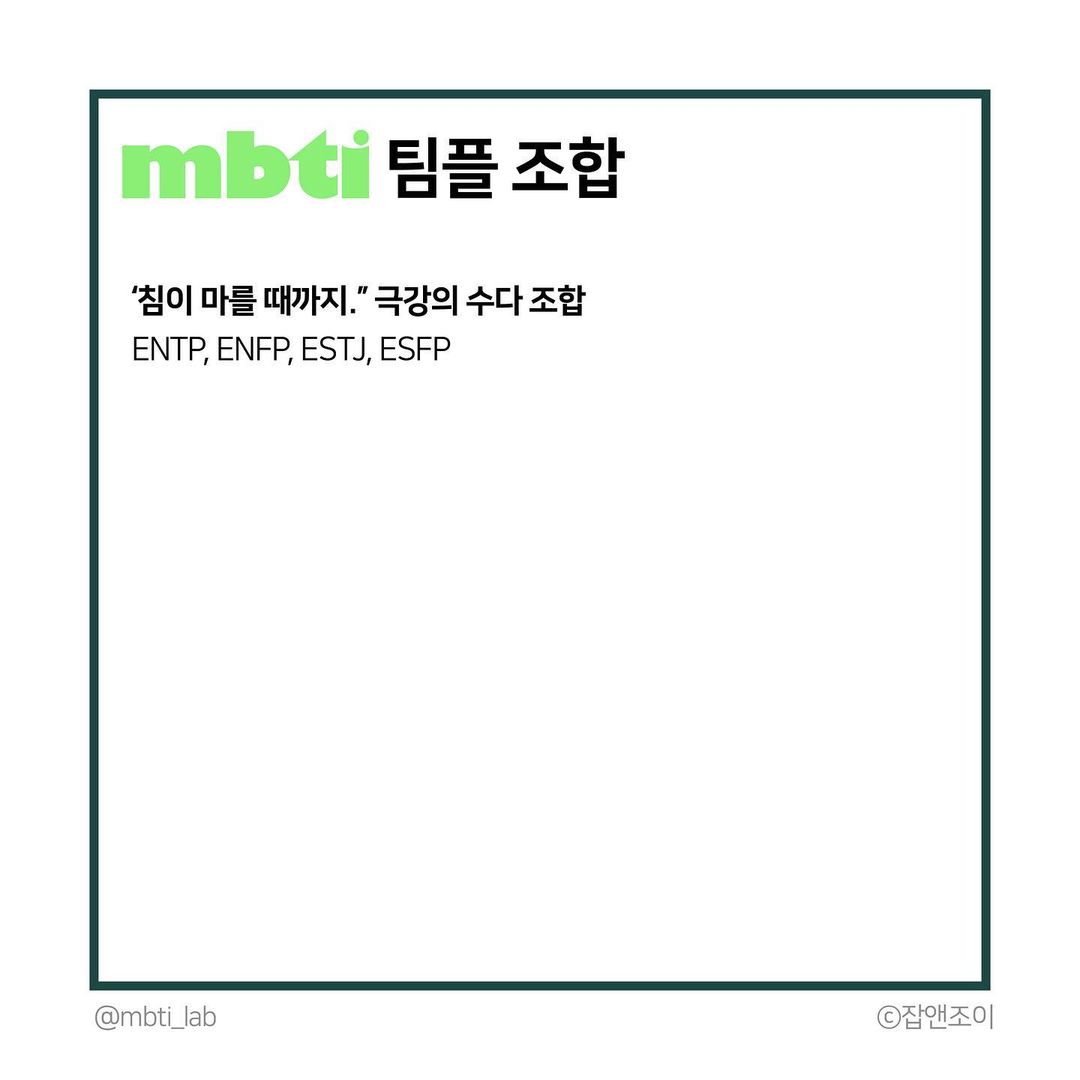 mbti 팀플 조합
‘침이 마를 때까지.” 극강의 수다 조합
ENTP, ENFP, ESTJ, ESFP
@mbti_lab
ⓒ잡앤조이